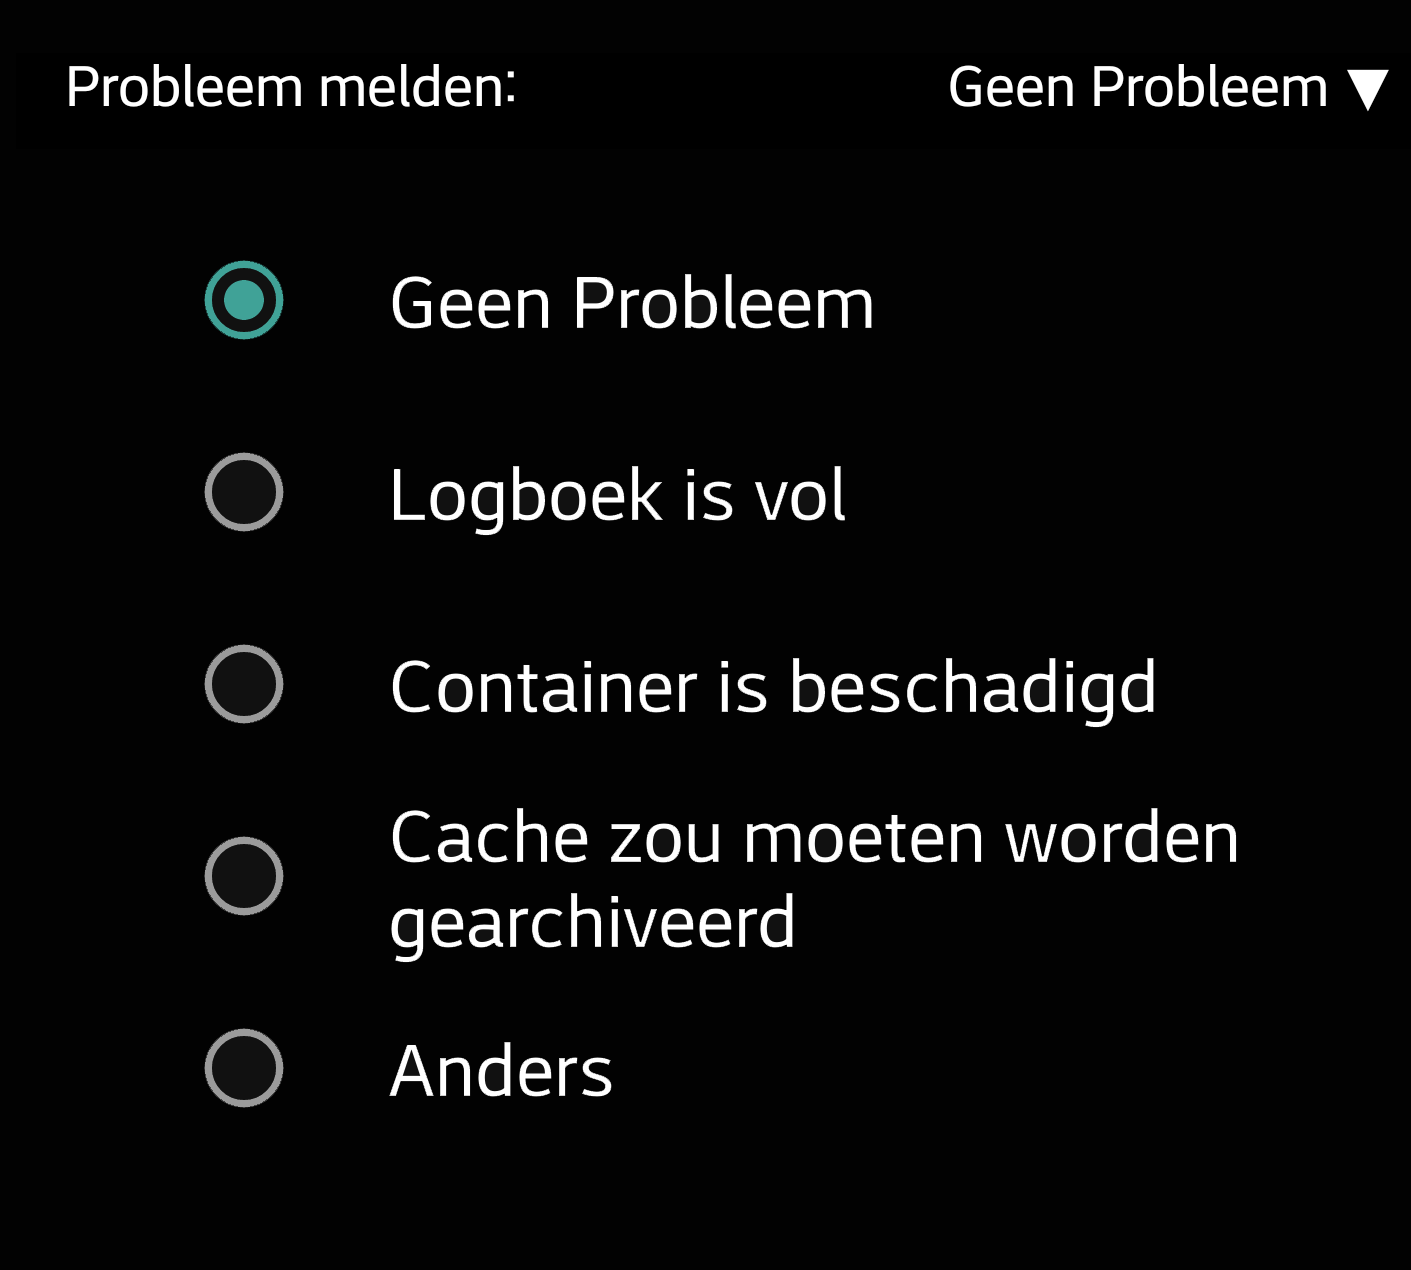 Probleem melden: Geen Probleem ▼
Geen Probleem
Logboek is vol
Container is beschadigd
Cache zou moeten worden
gearchiveerd
Anders